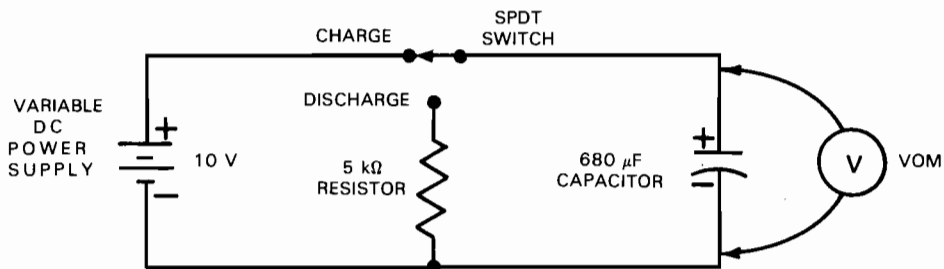 SPDT
SWITCH
CHARGE
DISCHARGE
VARIABLE
DC
POWER
SUPPLY
+
−
10 V
5 kΩ
RESISTOR
680 μF
CAPACITOR
+
−
V
VOM